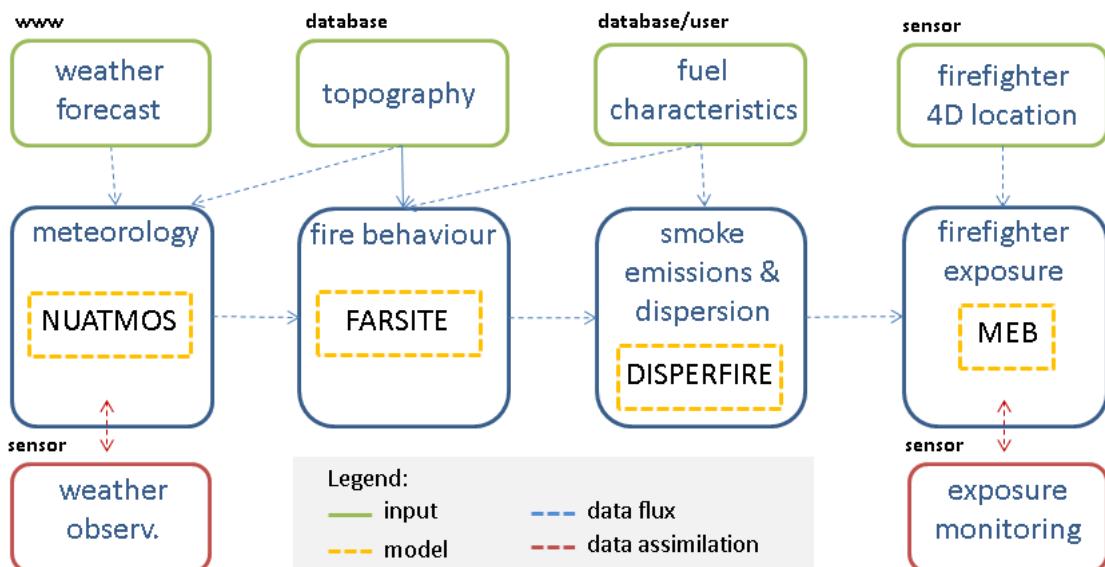 www
database
database/user
sensor
weather
forecast
topography
fuel
characteristics
firefighter
4D location
meteorology
NUATMOS
fire behaviour
FARSITE
smoke
emissions &
dispersion
DISPERFIRE
firefighter
exposure
MEB
sensor
weather
observ.
sensor
exposure
monitoring
Legend:
input
data flux
model
data assimilation